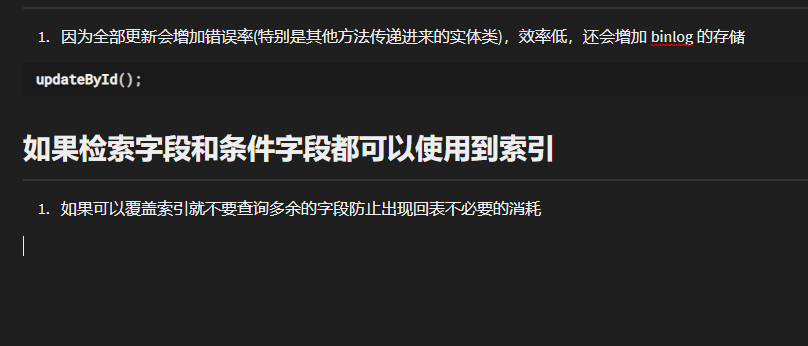 1. 因为全部更新会增加错误率(特别是其他方法传递进来的实体类)，效率低，还会增加 binlog 的存储
updateById();
如果检索字段和条件字段都可以使用到索引
1. 如果可以覆盖索引就不要查询多余的字段防止出现回表不必要的消耗